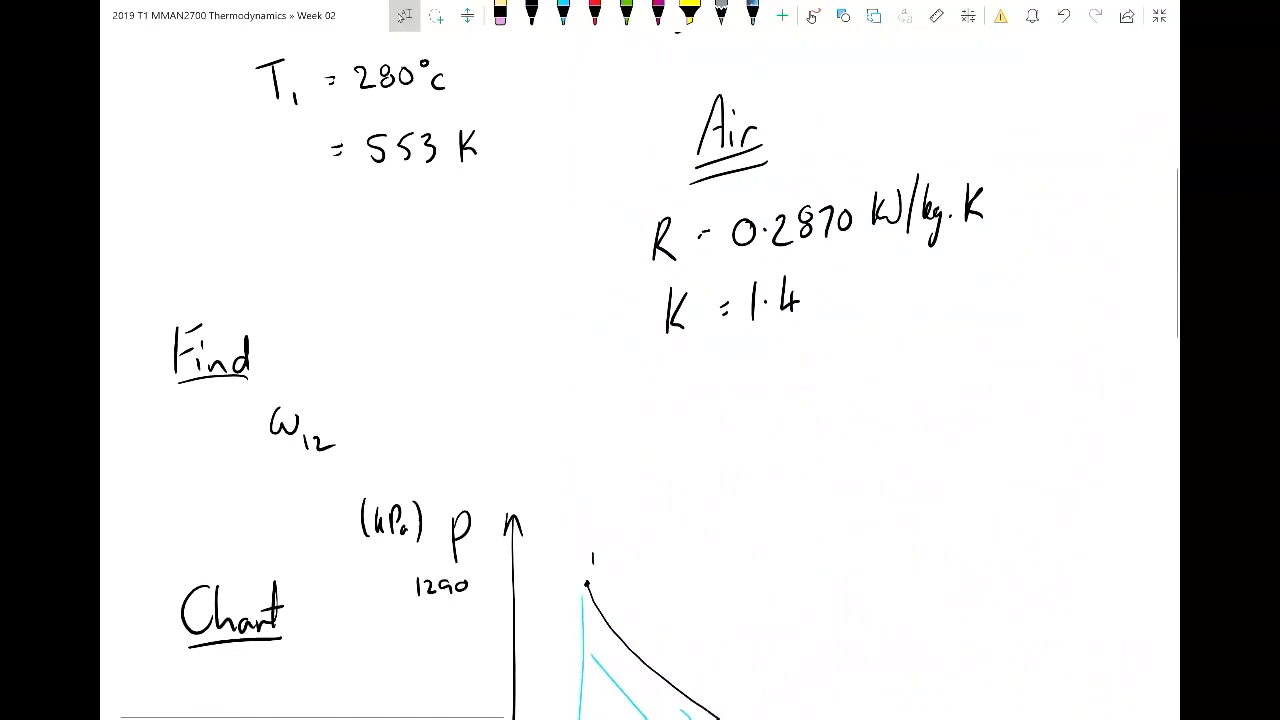 2019 T1 MMAN2700 Thermodynamics » Week 02
T1 = 280°C
= 553 K
Air
R = 0.2870 kJ/kg.K
K = 1.4
Find
ω12
(kPa) P
1
1290
Chart